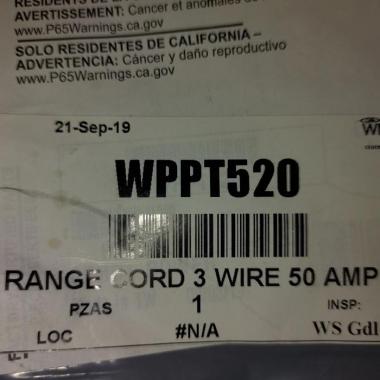 AVERTISSEMENT: Cancer et anomalies de
www.P65Warnings.ca.gov
SOLO RESIDENTES DE CALIFORNIA –
ADVERTENCIA: Cáncer y daño reproductivo
www.P65Warnings.ca.gov
21-Sep-19
WPPT520
RANGE CORD 3 WIRE 50 AMP
PZAS 1 INSP:
LOC #N/A WS Gdl